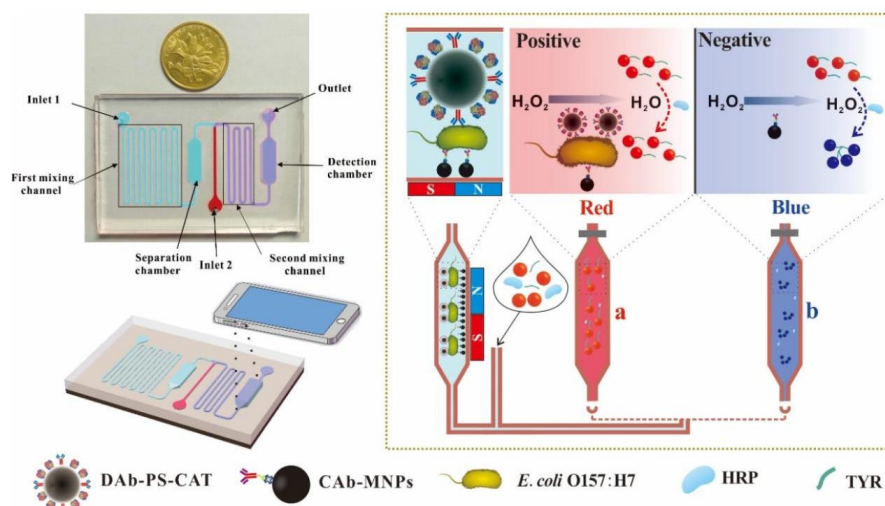 Inlet 1
Outlet
First mixing
channel
Detection
chamber
Separation
chamber
Inlet 2
Second mixing
channel
S
N
Positive
H₂O₂
H₂O
Negative
H₂O₂
H₂O₂
Red
Blue
N
S
a
b
DAb-PS-CAT
CAb-MNPs
E. coli O157:H7
HRP
TYR